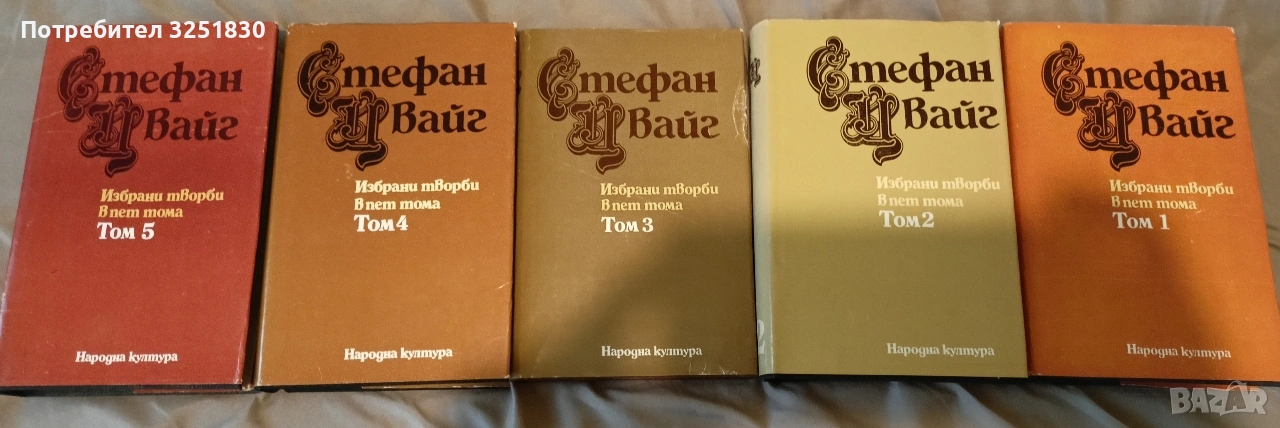 Потребител 3251830
Стефан
Цвайг
Избрани творби
в пет тома
Том 5
Народна култура
Стефан
Цвайг
Избрани творби
в пет тома
Том 4
Народна култура
Стефан
Цвайг
Избрани творби
в пет тома
Том 3
Народна култура
Стефан
Цвайг
Избрани творби
в пет тома
Том 2
Народна култура
2
Стефан
Цвайг
Избрани творби
в пет тома
Том 1
Народна култура
BAZAR